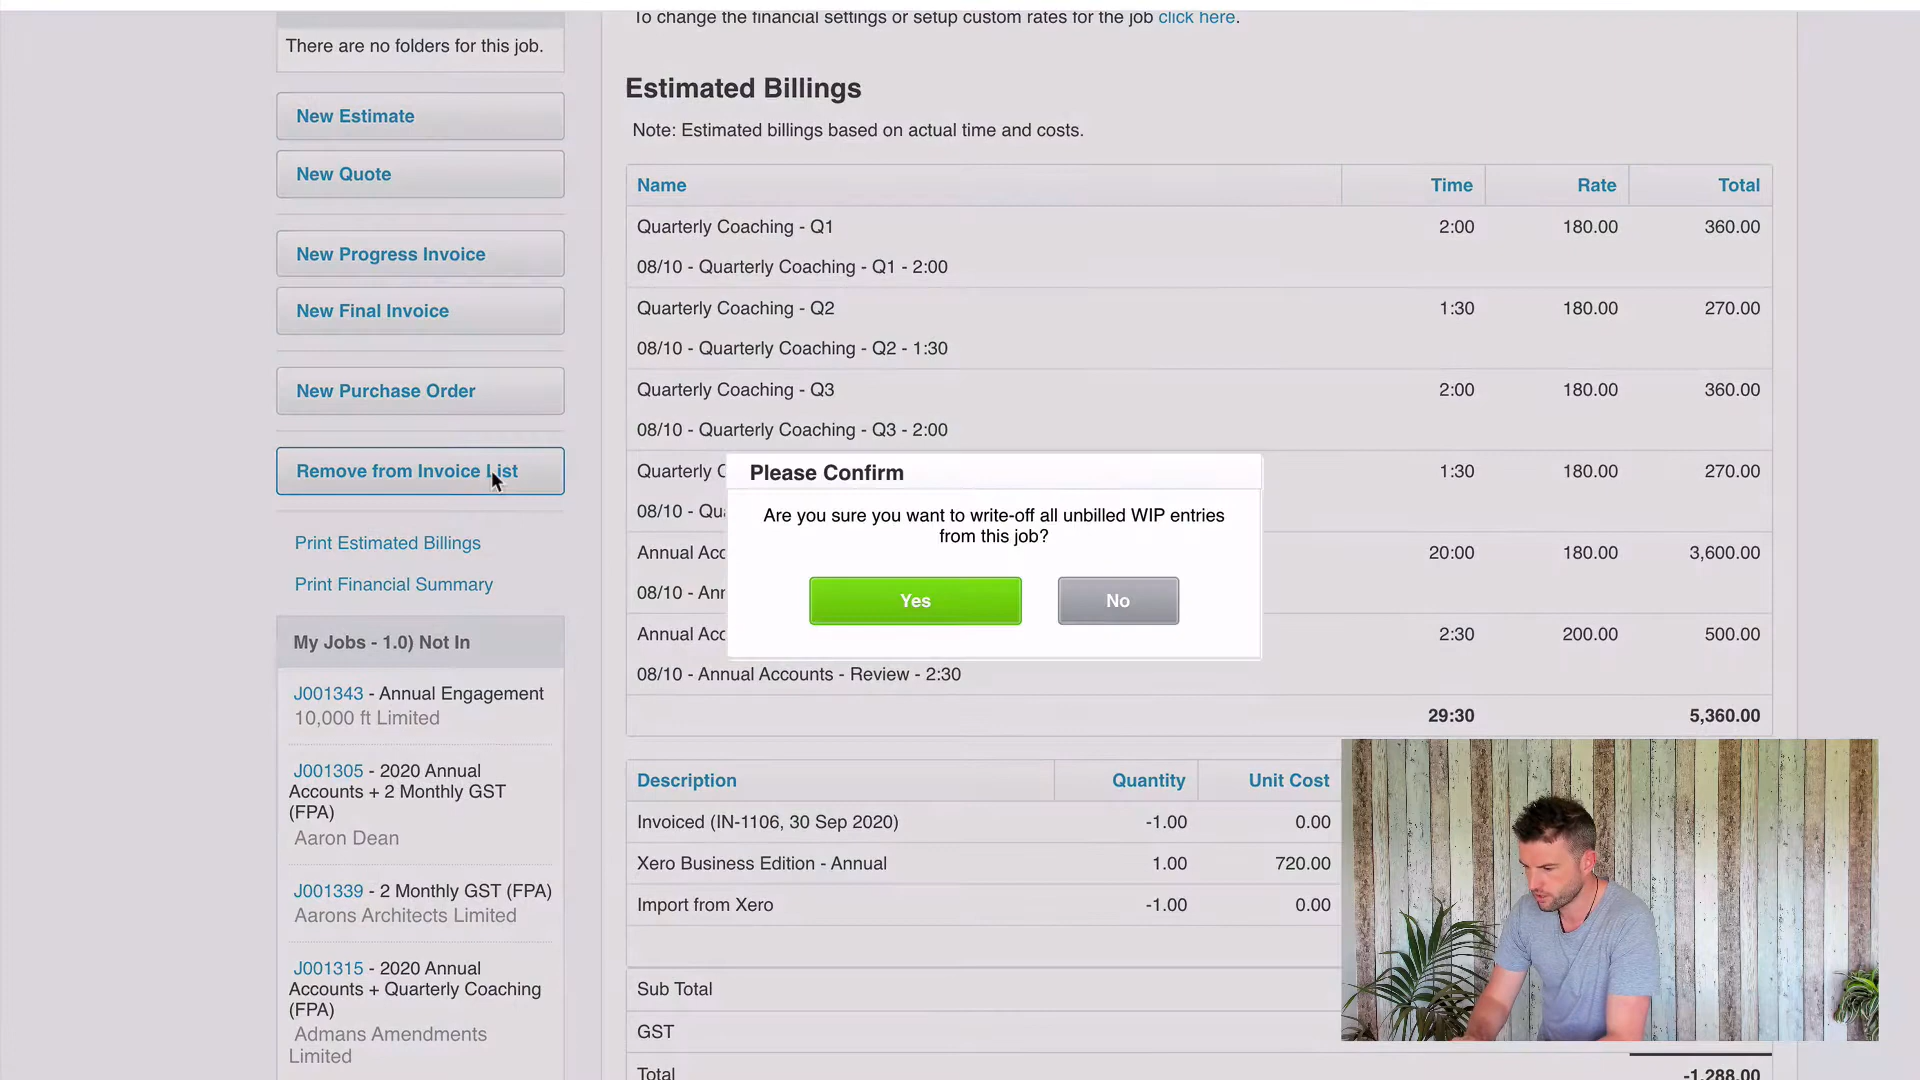 To change the financial settings or setup custom rates for the job click here.
There are no folders for this job.
New Estimate
New Quote
New Progress Invoice
New Final Invoice
New Purchase Order
Remove from Invoice List
Print Estimated Billings
Print Financial Summary
My Jobs - 1.0) Not In
J001343 - Annual Engagement
10,000 ft Limited
J001305 - 2020 Annual
Accounts + 2 Monthly GST
(FPA)
Aaron Dean
J001339 - 2 Monthly GST (FPA)
Aarons Architects Limited
J001315 - 2020 Annual
Accounts + Quarterly Coaching
(FPA)
Admans Amendments
Limited
Estimated Billings
Note: Estimated billings based on actual time and costs.
Name Time Rate Total
Quarterly Coaching - Q1 2:00 180.00 360.00
08/10 - Quarterly Coaching - Q1 - 2:00
Quarterly Coaching - Q2 1:30 180.00 270.00
08/10 - Quarterly Coaching - Q2 - 1:30
Quarterly Coaching - Q3 2:00 180.00 360.00
08/10 - Quarterly Coaching - Q3 - 2:00
Quarterly 1:30 180.00 270.00
08/10
Annual 20:00 180.00 3,600.00
08/10
Annual 2:30 200.00 500.00
08/10 - Annual Accounts - Review - 2:30
29:30 5,360.00
Please Confirm
Are you sure you want to write-off all unbilled WIP entries
from this job?
Yes No
Description Quantity Unit Cost
Invoiced (IN-1106, 30 Sep 2020) -1.00 0.00
Xero Business Edition - Annual 1.00 720.00
Import from Xero -1.00 0.00
Sub Total
GST
Total -1,288.00